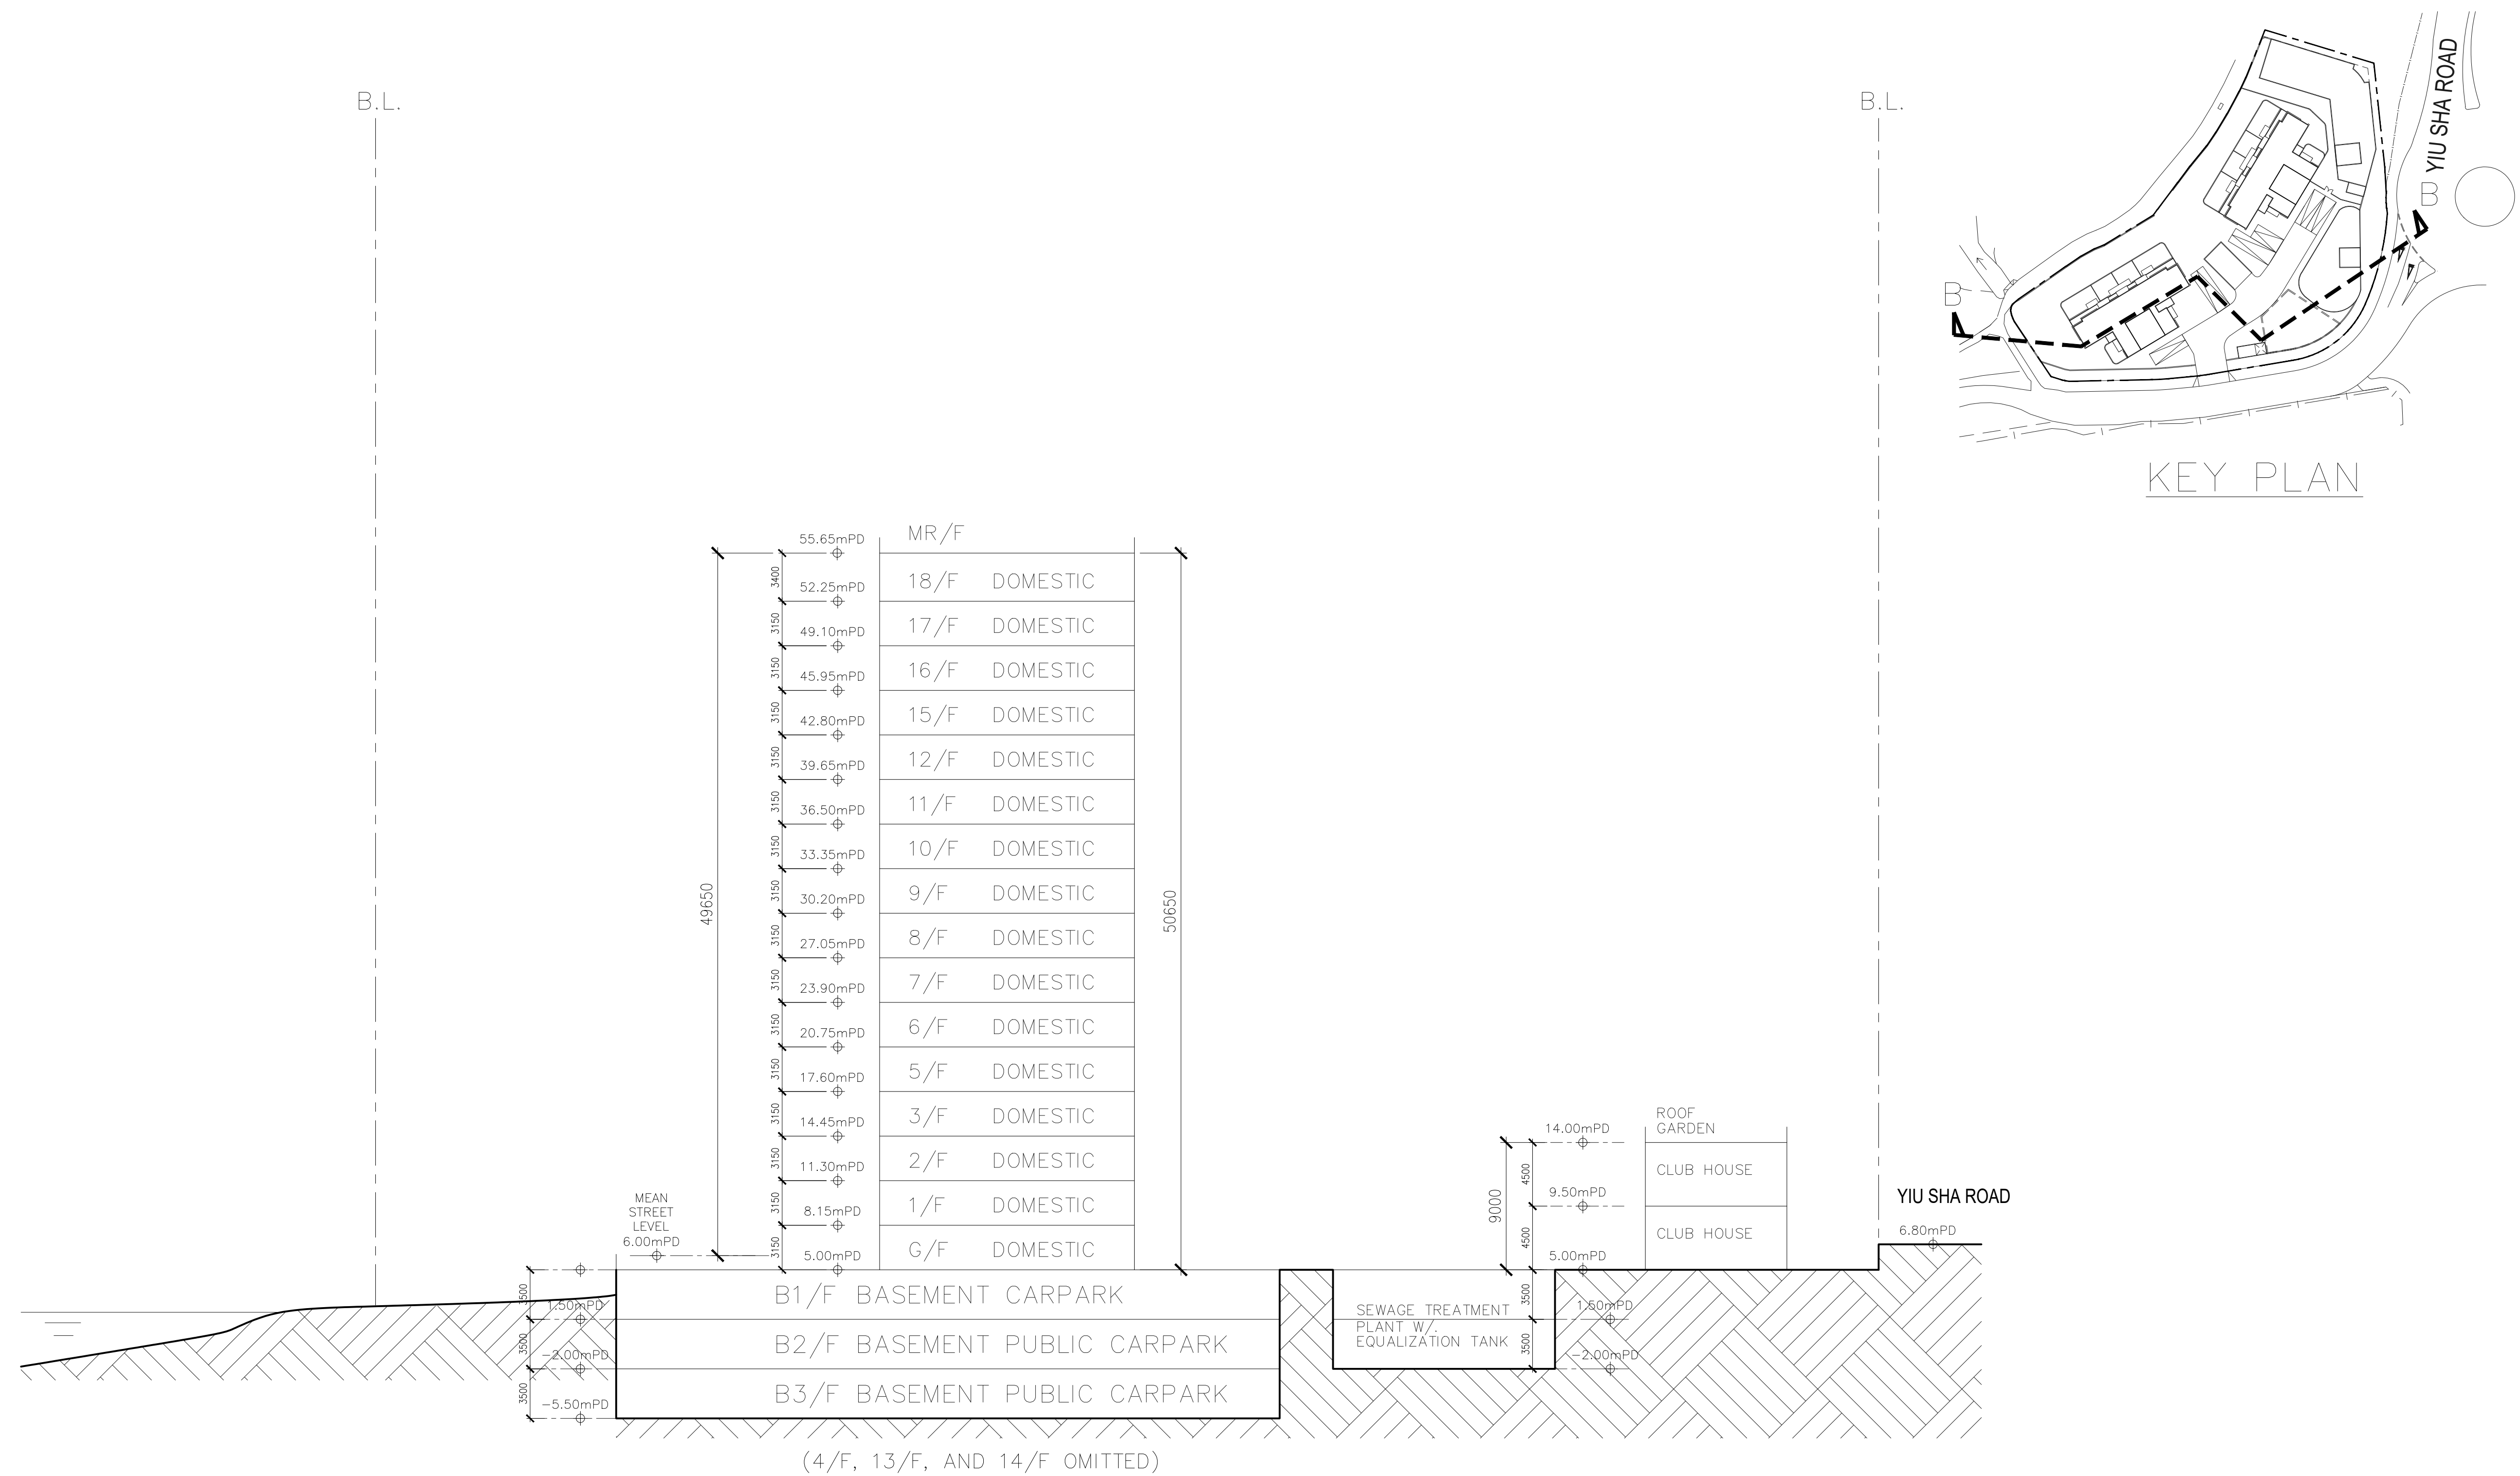 B.L.
B.L.
YIU SHA ROAD
B
B
KEY PLAN
MR/F
55.65mPD
3400
18/F DOMESTIC
52.25mPD
3150
17/F DOMESTIC
49.10mPD
3150
16/F DOMESTIC
45.95mPD
3150
15/F DOMESTIC
42.80mPD
3150
12/F DOMESTIC
39.65mPD
3150
11/F DOMESTIC
36.50mPD
3150
10/F DOMESTIC
33.35mPD
3150
9/F DOMESTIC
30.20mPD
3150
8/F DOMESTIC
27.05mPD
3150
7/F DOMESTIC
23.90mPD
3150
6/F DOMESTIC
20.75mPD
3150
5/F DOMESTIC
17.60mPD
3150
3/F DOMESTIC
14.45mPD
3150
2/F DOMESTIC
11.30mPD
3150
1/F DOMESTIC
8.15mPD
3150
G/F DOMESTIC
5.00mPD
49650
50650
MEAN
STREET
LEVEL
6.00mPD
ROOF
GARDEN
14.00mPD
4500
CLUB HOUSE
9.50mPD
9000
4500
CLUB HOUSE
5.00mPD
YIU SHA ROAD
6.80mPD
3500
1.50mPD
3500
-2.00mPD
3500
-5.50mPD
B1/F BASEMENT CARPARK
B2/F BASEMENT PUBLIC CARPARK
B3/F BASEMENT PUBLIC CARPARK
SEWAGE TREATMENT
PLANT W/.
EQUALIZATION TANK
3500
1.50mPD
3500
-2.00mPD
(4/F, 13/F, AND 14/F OMITTED)